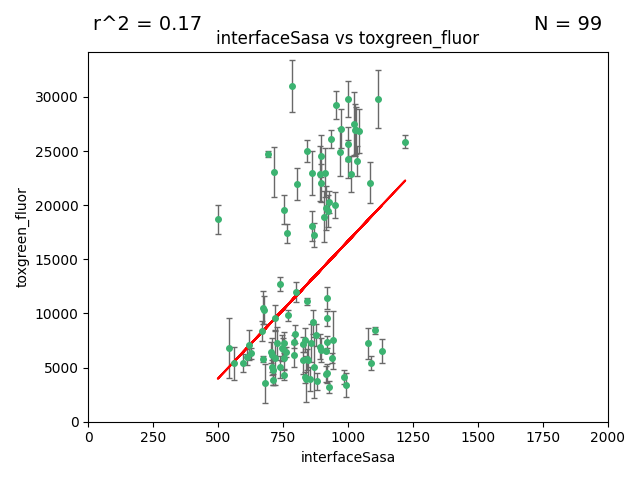 r^2 = 0.17
N = 99
interfaceSasa vs toxgreen_fluor
30000
25000
20000
15000
10000
5000
0
toxgreen_fluor
0 250 500 750 1000 1250 1500 1750 2000
interfaceSasa